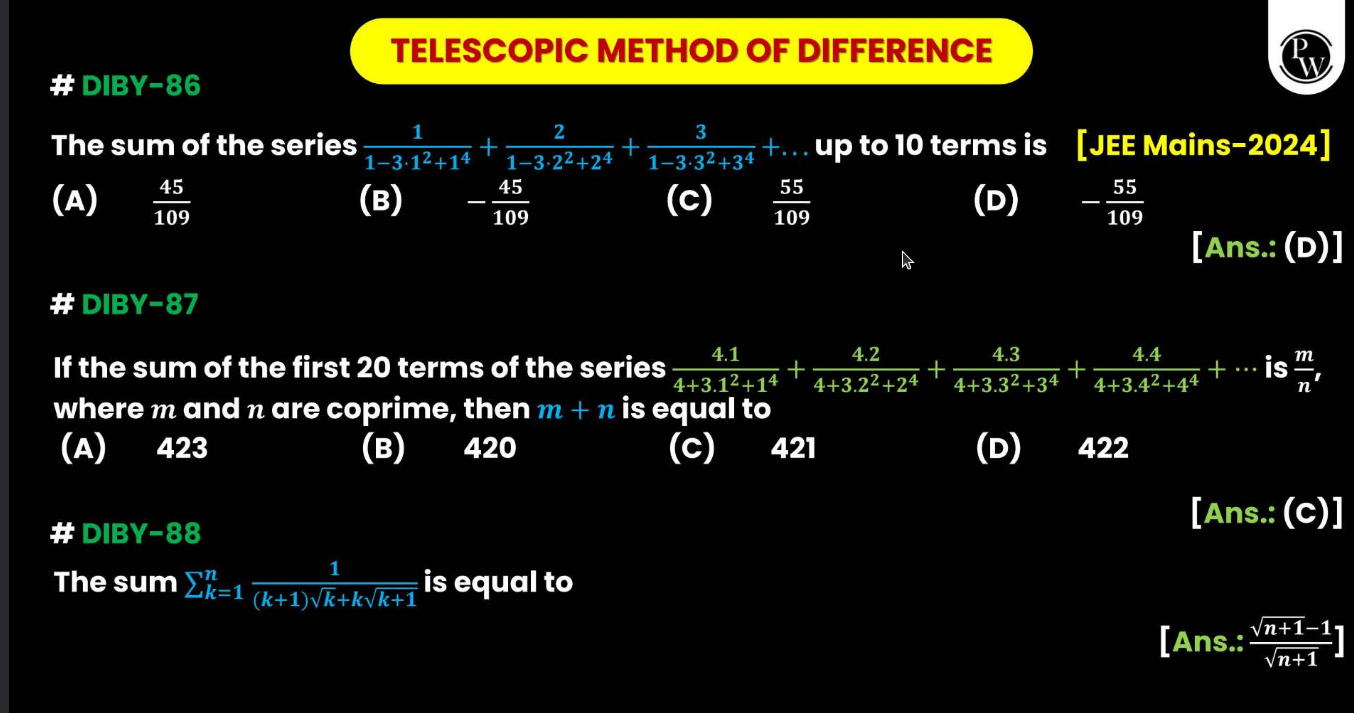 TELESCOPIC METHOD OF DIFFERENCE
PW
# DIBY-86
The sum of the series \frac{1}{1-3·1^2+1^4} + \frac{2}{1-3·2^2+2^4} + \frac{3}{1-3·3^2+3^4} +... up to 10 terms is [JEE Mains-2024]
(A) \frac{45}{109} (B) -\frac{45}{109} (C) \frac{55}{109} (D) -\frac{55}{109}
[Ans.: (D)]
# DIBY-87
If the sum of the first 20 terms of the series \frac{4.1}{4+3.1^2+1^4} + \frac{4.2}{4+3.2^2+2^4} + \frac{4.3}{4+3.3^2+3^4} + \frac{4.4}{4+3.4^2+4^4} + ⋯ is \frac{m}{n},
where m and n are coprime, then m + n is equal to
(A) 423 (B) 420 (C) 421 (D) 422
[Ans.: (C)]
# DIBY-88
The sum \sum_{k=1}^{n} \frac{1}{(k+1)\sqrt{k}+k\sqrt{k+1}} is equal to
[Ans.: \frac{\sqrt{n+1}-1}{\sqrt{n+1}}]